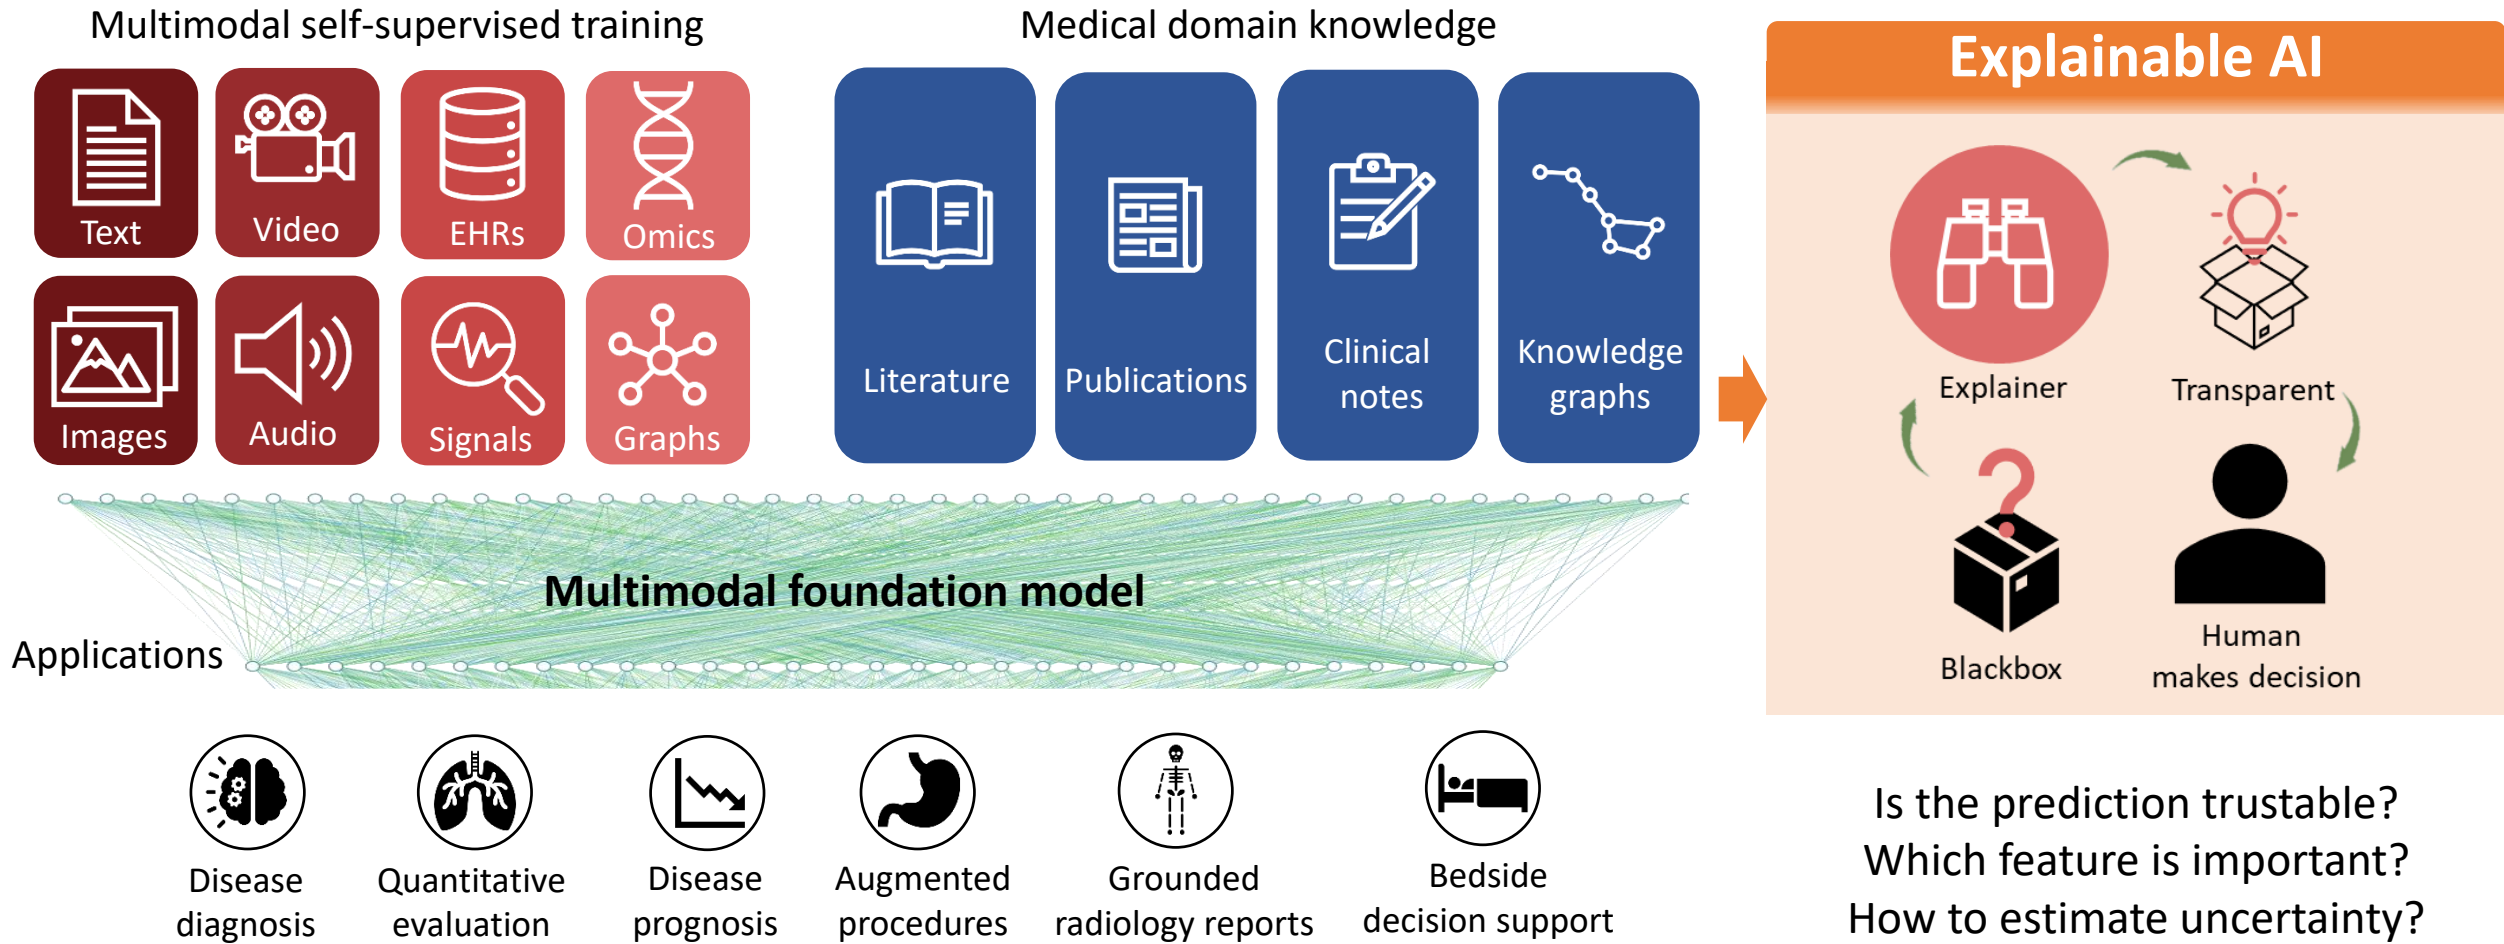 Multimodal self-supervised training
Text
Video
EHRs
Omics
Images
Audio
Signals
Graphs
Medical domain knowledge
Literature
Publications
Clinical
notes
Knowledge
graphs
Multimodal foundation model
Applications
Disease
diagnosis
Quantitative
evaluation
Disease
prognosis
Augmented
procedures
Grounded
radiology reports
Bedside
decision support
Explainable AI
Explainer
Transparent
Blackbox
Human
makes decision
Is the prediction trustable?
Which feature is important?
How to estimate uncertainty?